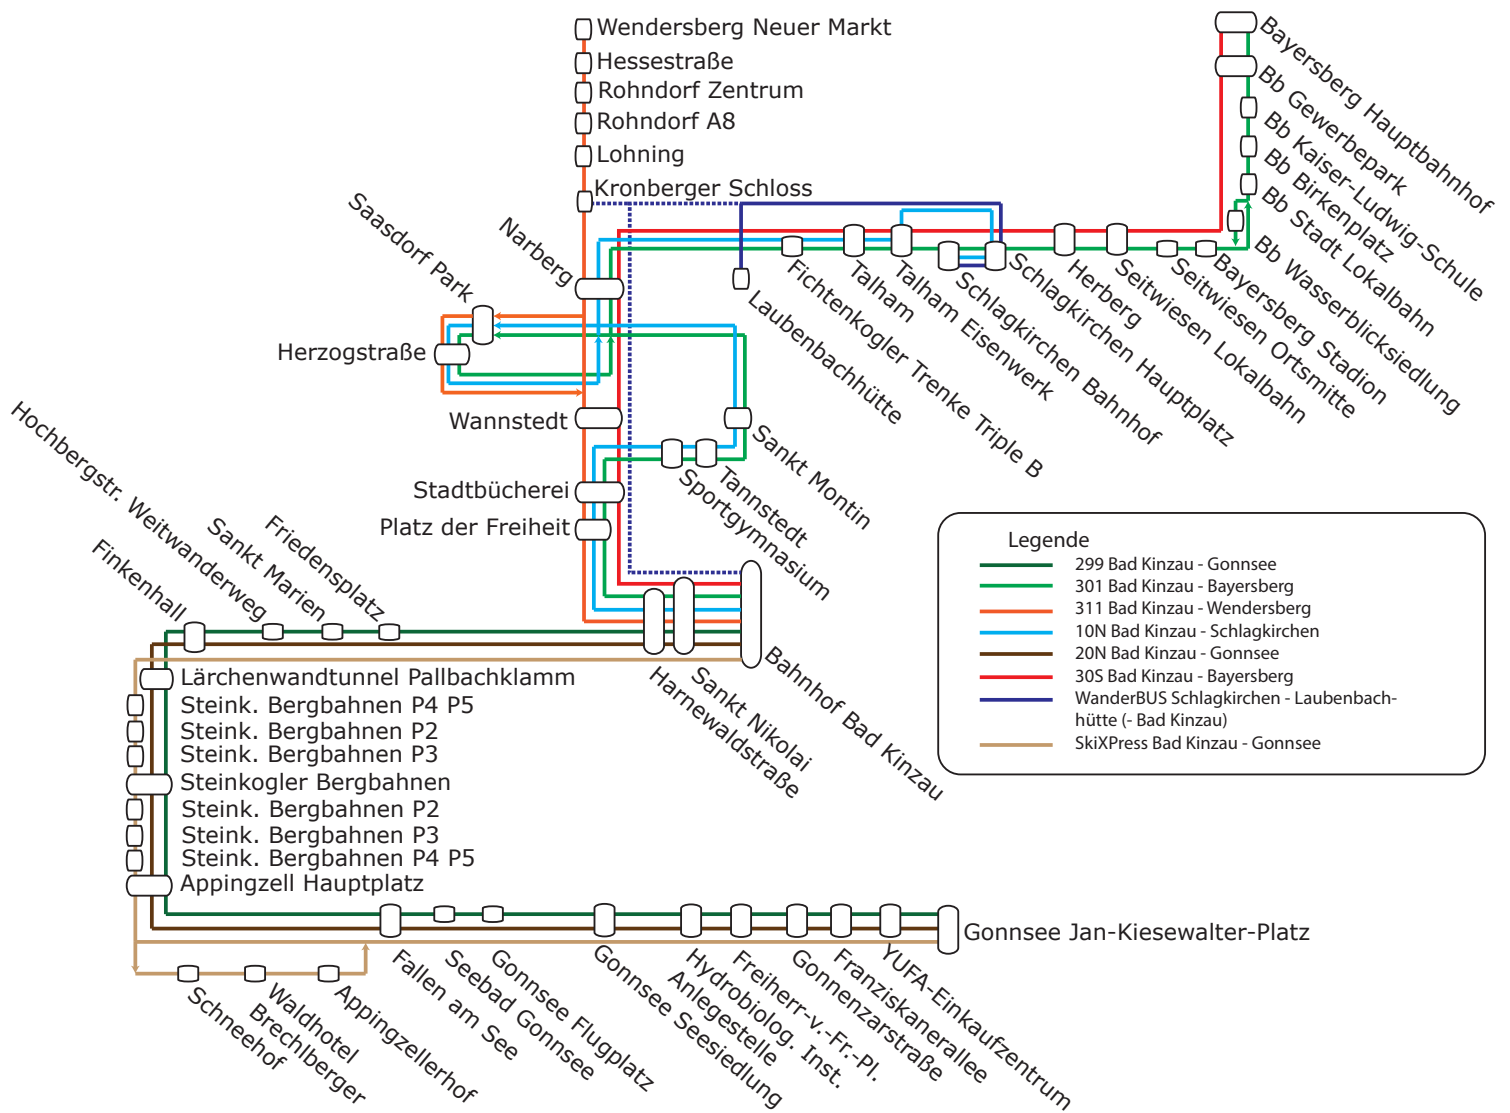 Wendersberg Neuer Markt
Hessestraße
Rohndorf Zentrum
Rohndorf A8
Lohning
Kronberger Schloss
Saasdorf Park
Narberg
Herzogstraße
Wannstedt
Stadtbücherei
Platz der Freiheit
Bayersberg Hauptbahnhof
Bb Gewerbepark
Bb Kaiser-Ludwig-Schule
Bb Birkenplatz
Bb Stadt Lokalbahn
Bb Wasserblicksiedlung
Bayersberg Stadion
Seitwiesen Ortsmitte
Seitwiesen Lokalbahn
Herberg
Schlagkirchen Hauptplatz
Schlagkirchen Bahnhof
Talham Eisenwerk
Talham
Fichtenkogler Trenke Triple B
Laubenbachhütte
Sankt Montin
Tannstedt
Sportgymnasium
Hochbergstr. Weitwanderweg
Sankt Marien
Friedensplatz
Finkenhall
Bahnhof Bad Kinzau
Sankt Nikolai
Harnewaldstraße
Legende
299 Bad Kinzau - Gonnsee
301 Bad Kinzau - Bayersberg
311 Bad Kinzau - Wendersberg
10N Bad Kinzau - Schlagkirchen
20N Bad Kinzau - Gonnsee
30S Bad Kinzau - Bayersberg
WanderBUS Schlagkirchen - Laubenbach-
hütte (- Bad Kinzau)
SkiXPress Bad Kinzau - Gonnsee
Lärchenwandtunnel Pallbachklamm
Steink. Bergbahnen P4 P5
Steink. Bergbahnen P2
Steink. Bergbahnen P3
Steinkogler Bergbahnen
Steink. Bergbahnen P2
Steink. Bergbahnen P3
Steink. Bergbahnen P4 P5
Appingzell Hauptplatz
Schneehof
Waldhotel
Brechlberger
Appingzellerhof
Fallen am See
Seebad Gonnsee
Gonnsee Flugplatz
Gonnsee Seesiedlung
Hydrobiolog. Inst.
Anlegestelle
Freiherr-v.-Fr.-Pl.
Gonnenzarstraße
Franziskanerallee
YUFA-Einkaufzentrum
Gonnsee Jan-Kiesewalter-Platz